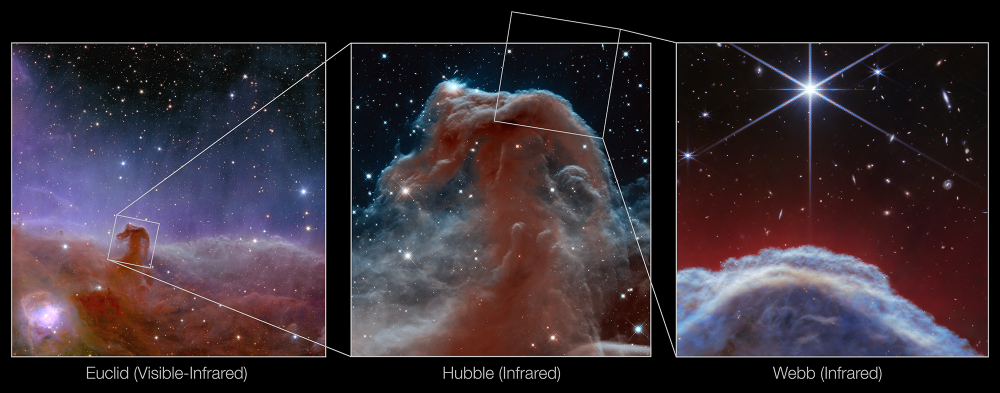 Euclid (Visible-Infrared)
Hubble (Infrared)
Webb (Infrared)